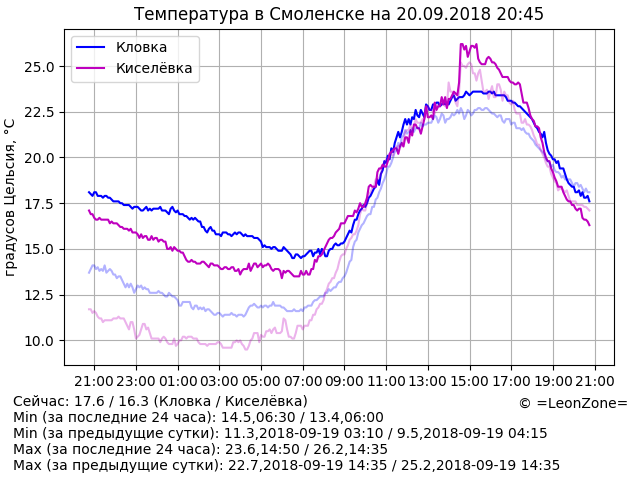 Температура в Смоленске на 20.09.2018 20:45
Кловка
Киселёвка
градусов Цельсия, °C
25.0
22.5
20.0
17.5
15.0
12.5
10.0
21:00 23:00 01:00 03:00 05:00 07:00 09:00 11:00 13:00 15:00 17:00 19:00 21:00
Сейчас: 17.6 / 16.3 (Кловка / Киселёвка)
© =LeonZone=
Min (за последние 24 часа): 14.5,06:30 / 13.4,06:00
Min (за предыдущие сутки): 11.3,2018-09-19 03:10 / 9.5,2018-09-19 04:15
Max (за последние 24 часа): 23.6,14:50 / 26.2,14:35
Max (за предыдущие сутки): 22.7,2018-09-19 14:35 / 25.2,2018-09-19 14:35